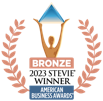 BRONZE
2023 STEVIE®
WINNER
AMERICAN
BUSINESS AWARDS®